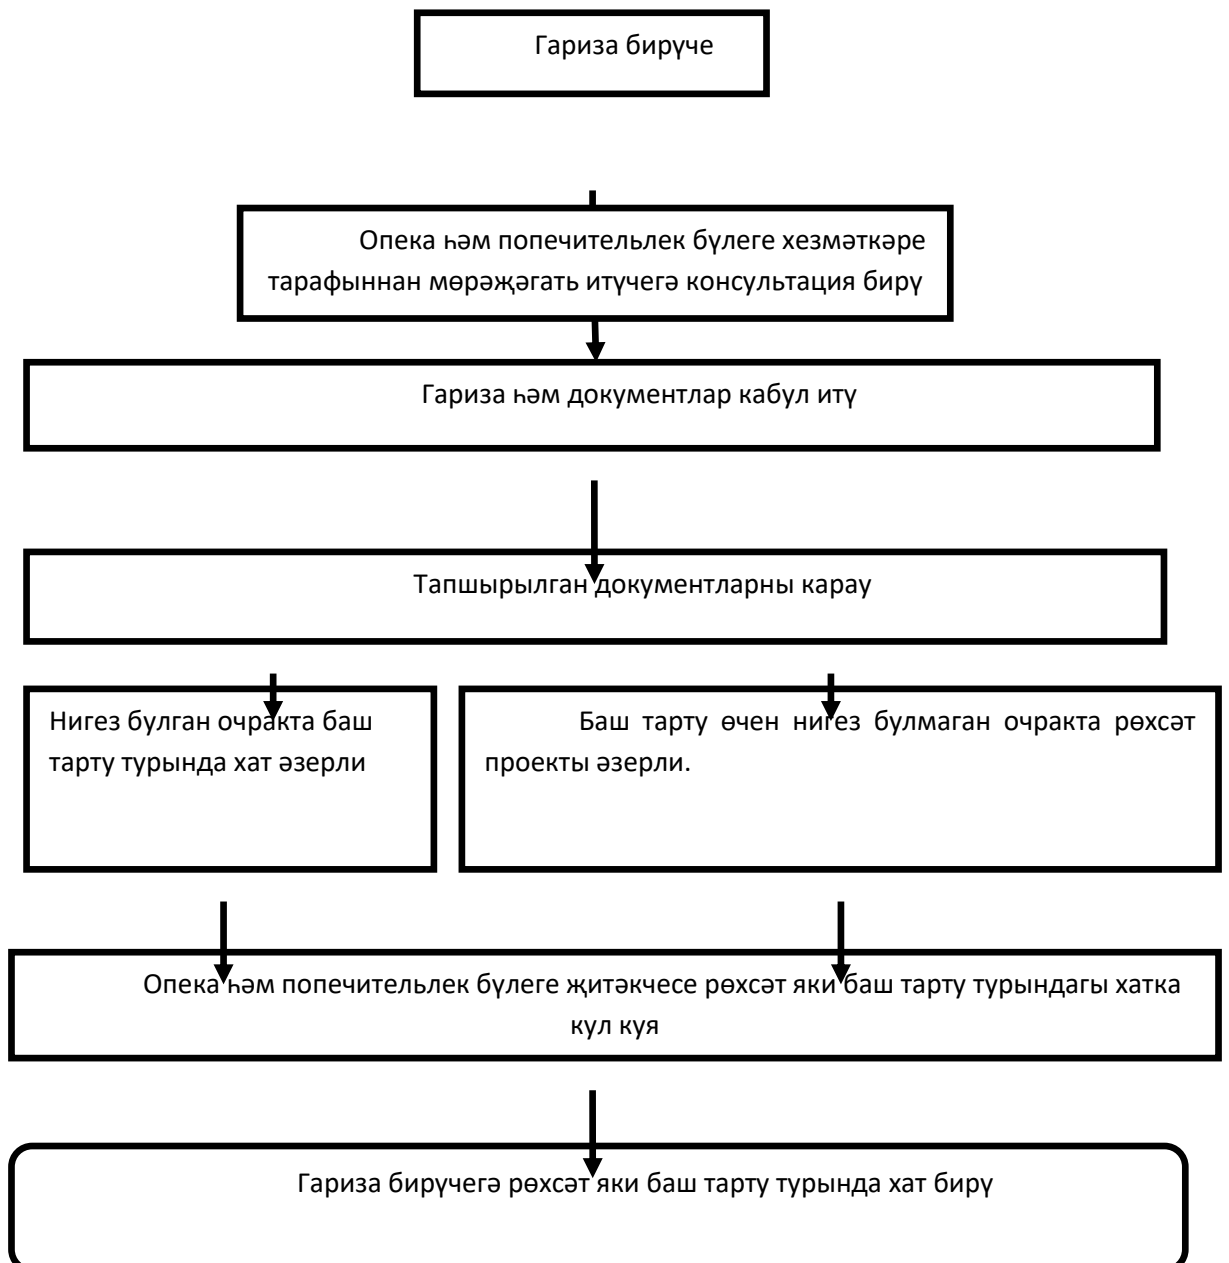 Гариза бирүче
Опека һәм попечительлек бүлеге хезмәткәре
тарафыннан мөрәҗәгать итүчегә консультация бирү
Гариза һәм документлар кабул итү
Тапшырылган документларны карау
Нигез булган очракта баш
тарту турында хат әзерли
Баш тарту өчен нигез булмаган очракта рөхсәт
проекты әзерли.
Опека һәм попечительлек бүлеге җитәкчесе рөхсәт яки баш тарту турындагы хатка
кул куя
Гариза бирүчегә рөхсәт яки баш тарту турында хат бирү